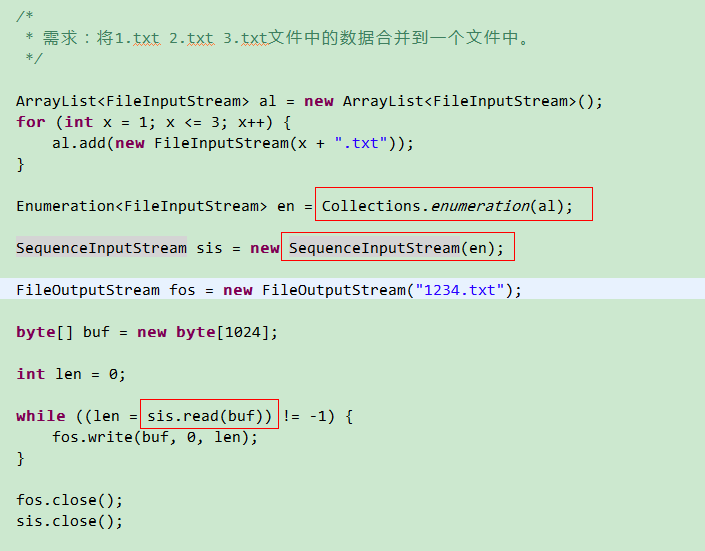 /*
 * 需求：将1.txt 2.txt 3.txt文件中的数据合并到一个文件中。
 */
ArrayList<FileInputStream> al = new ArrayList<FileInputStream>();
for (int x = 1; x <= 3; x++) {
    al.add(new FileInputStream(x + ".txt"));
}
Enumeration<FileInputStream> en = Collections.enumeration(al);
SequenceInputStream sis = new SequenceInputStream(en);
FileOutputStream fos = new FileOutputStream("1234.txt");
byte[] buf = new byte[1024];
int len = 0;
while ((len = sis.read(buf)) != -1) {
    fos.write(buf, 0, len);
}
fos.close();
sis.close();